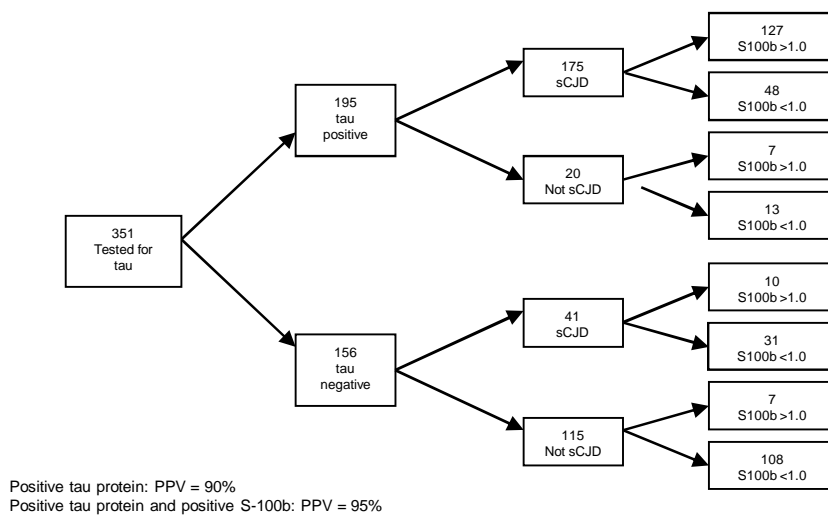 351
Tested for
tau
195
tau
positive
156
tau
negative
175
sCJD
20
Not sCJD
41
sCJD
115
Not sCJD
127
S100b >1.0
48
S100b <1.0
7
S100b >1.0
13
S100b <1.0
10
S100b >1.0
31
S100b <1.0
7
S100b >1.0
108
S100b <1.0
Positive tau protein: PPV = 90%
Positive tau protein and positive S-100b: PPV = 95%